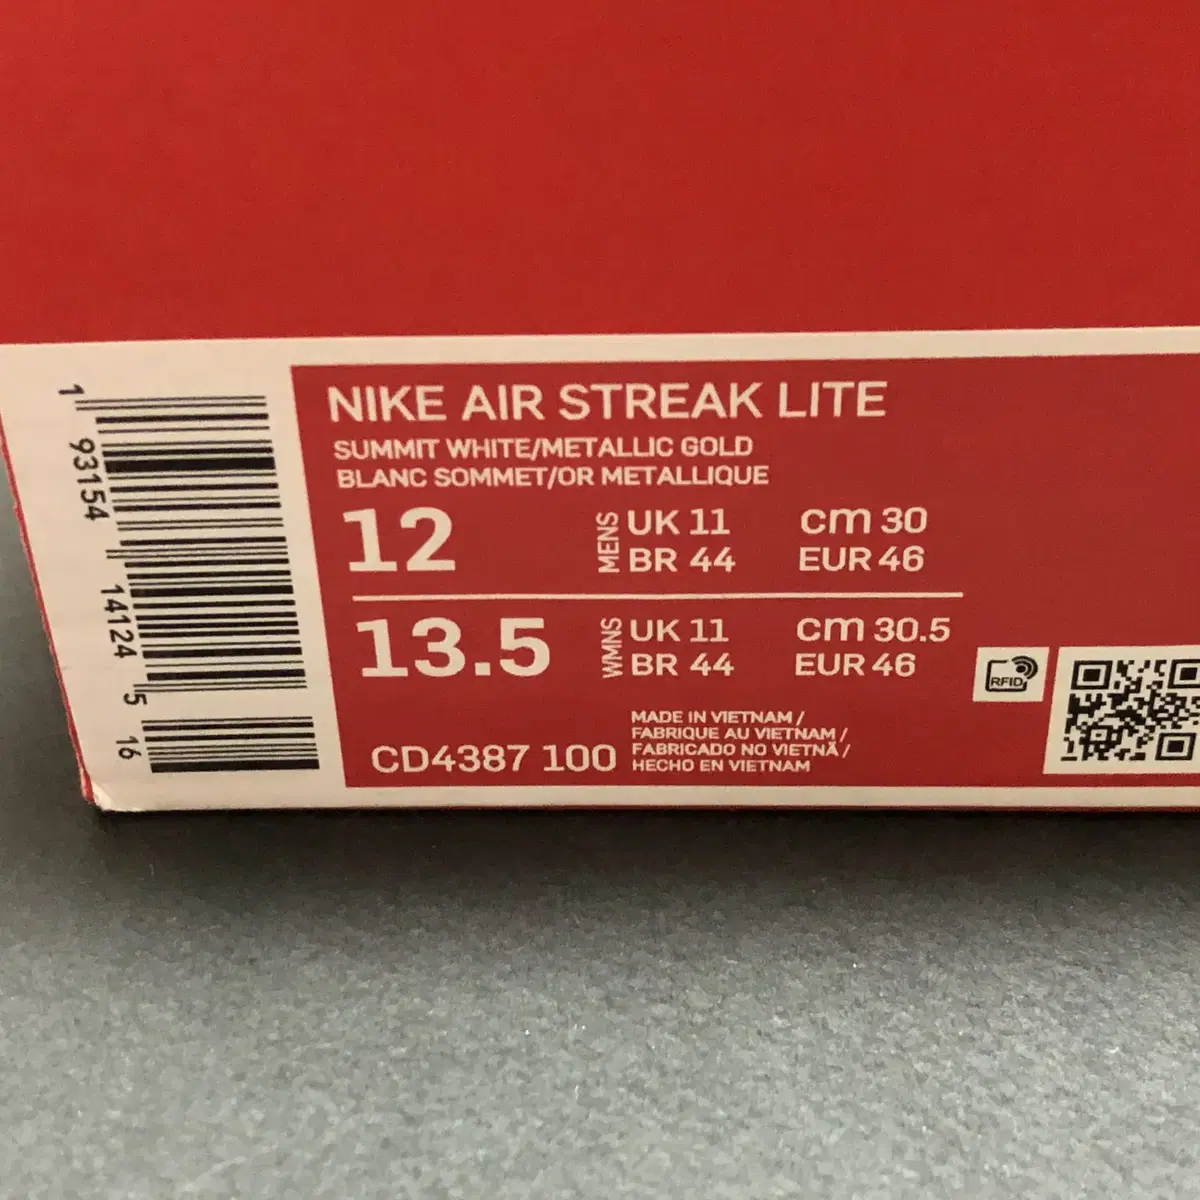 NIKE AIR STREAK LITE
SUMMIT WHITE/METALLIC GOLD
BLANC SOMMET/OR METALLIQUE
12 MENS UK 11 cm 30
BR 44 EUR 46
13.5 WMNS UK 11 cm 30.5
BR 44 EUR 46
CD4387 100
MADE IN VIETNAM /
FABRIQUE AU VIETNAM /
FABRICADO NO VIETNÃ /
HECHO EN VIETNAM
RFID
1 93154 14124 5 16